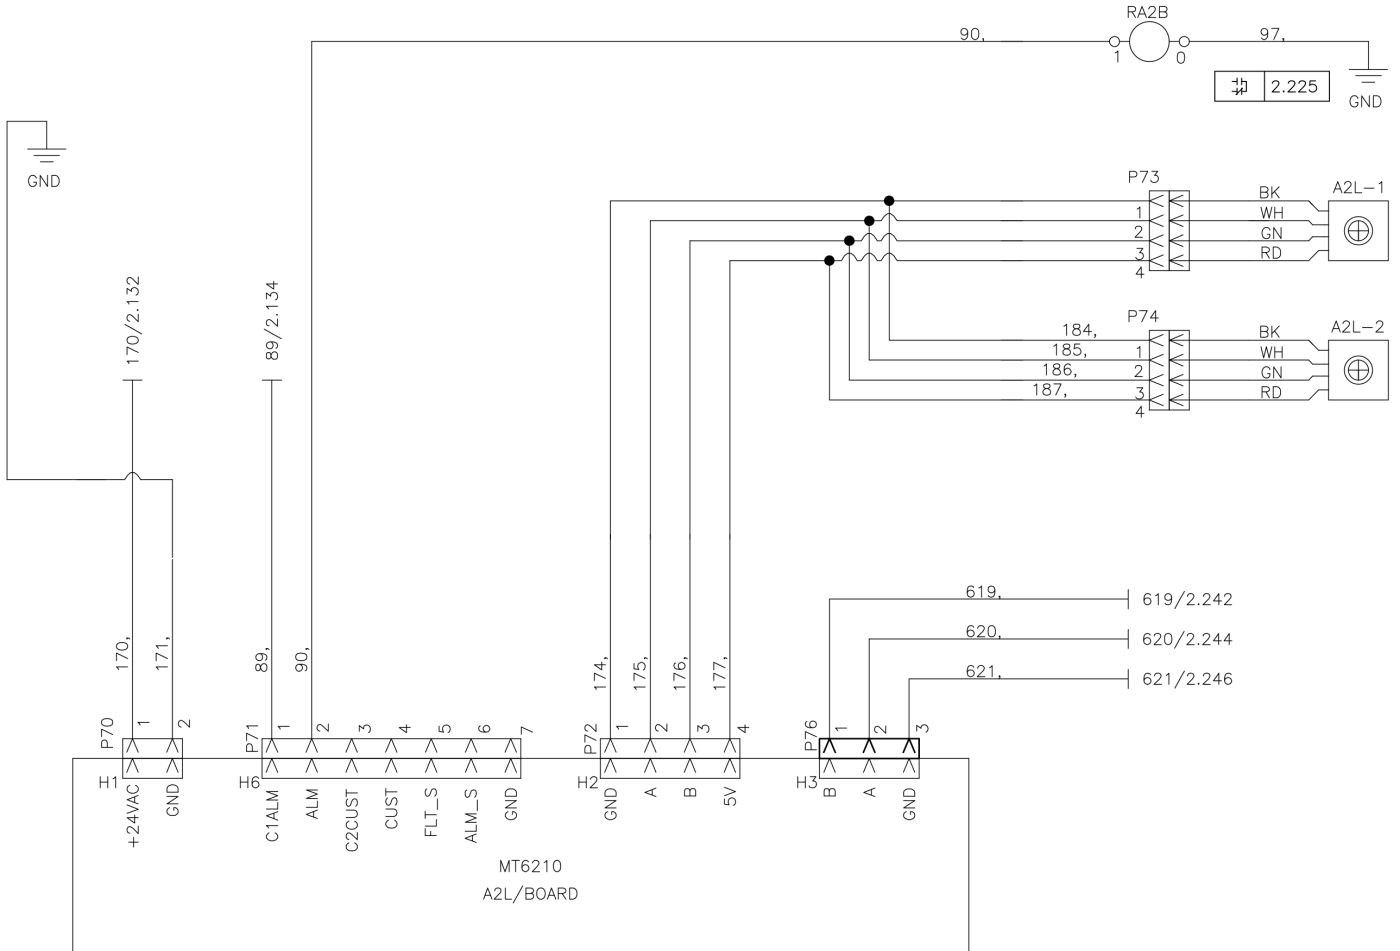 RA2B
90,
97,
1
0
2.225
GND
GND
P73
BK
A2L-1
1
WH
2
GN
3
RD
4
170/2.132
89/2.134
P74
184,
BK
A2L-2
185,
1
WH
186,
2
GN
187,
3
RD
4
619,
619/2.242
620,
620/2.244
621,
621/2.246
170,
171,
89,
90,
174,
175,
176,
177,
P70
1
2
P71
1
2
3
4
5
6
7
P72
1
2
3
4
P76
1
2
3
H1
+24VAC
GND
H6
C1ALM
ALM
C2CUST
CUST
FLT_S
ALM_S
GND
H2
GND
A
B
5V
H3
B
A
GND
MT6210
A2L/BOARD